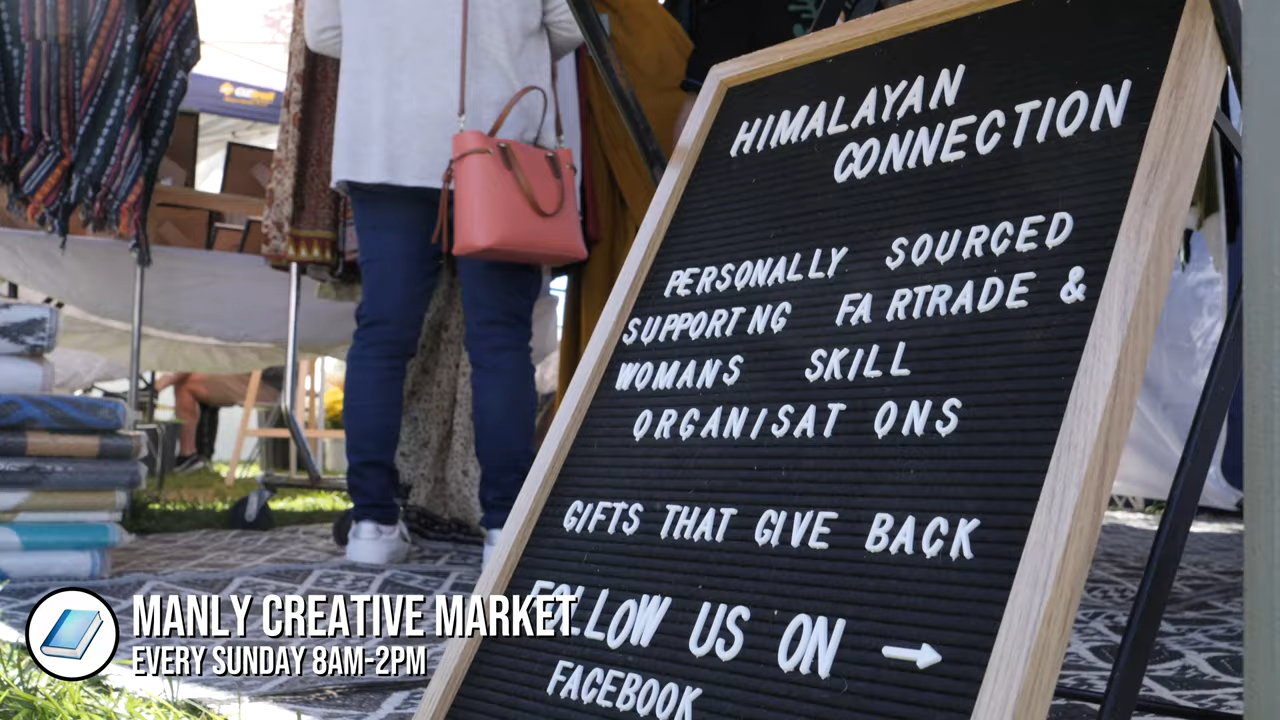 HIMALAYAN
CONNECTION
PERSONALLY SOURCED
SUPPORT NG FA RTRADE &
WOMANS SKILL
ORGANISAT ONS
GIFTS THAT GIVE BACK
FOLLOW US ON →
FACEBOOK
MANLY CREATIVE MARKET
EVERY SUNDAY 8AM-2PM